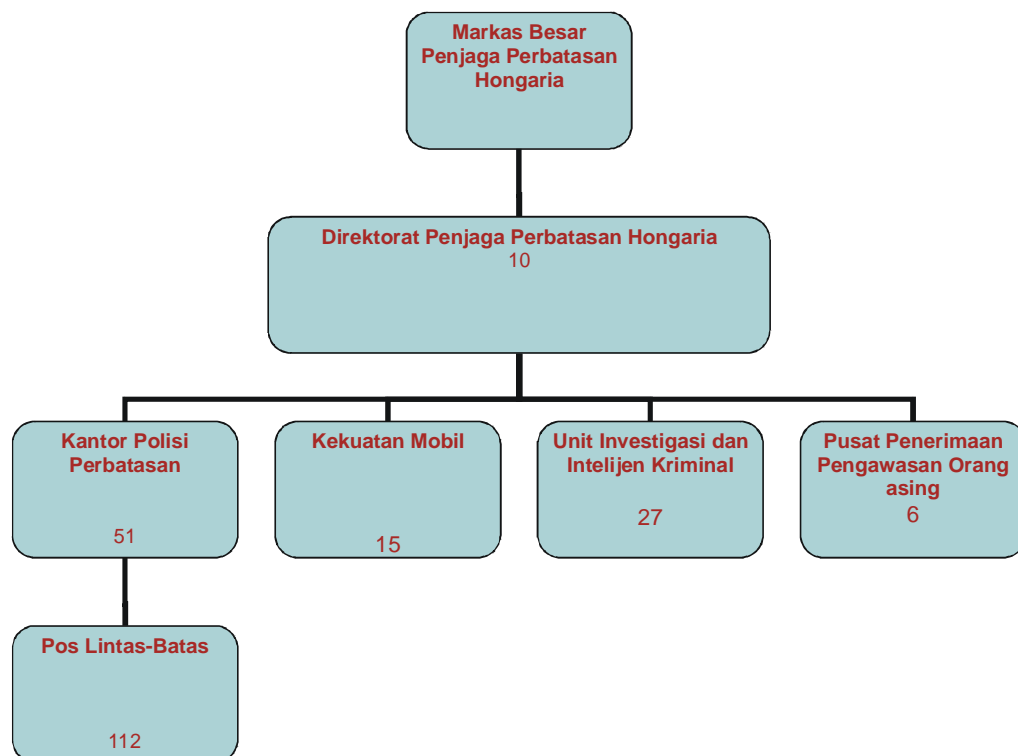 Markas Besar
Penjaga Perbatasan
Hongaria
Direktorat Penjaga Perbatasan Hongaria
10
Kantor Polisi
Perbatasan
51
Kekuatan Mobil
15
Unit Investigasi dan
Intelijen Kriminal
27
Pusat Penerimaan
Pengawasan Orang
asing
6
Pos Lintas-Batas
112